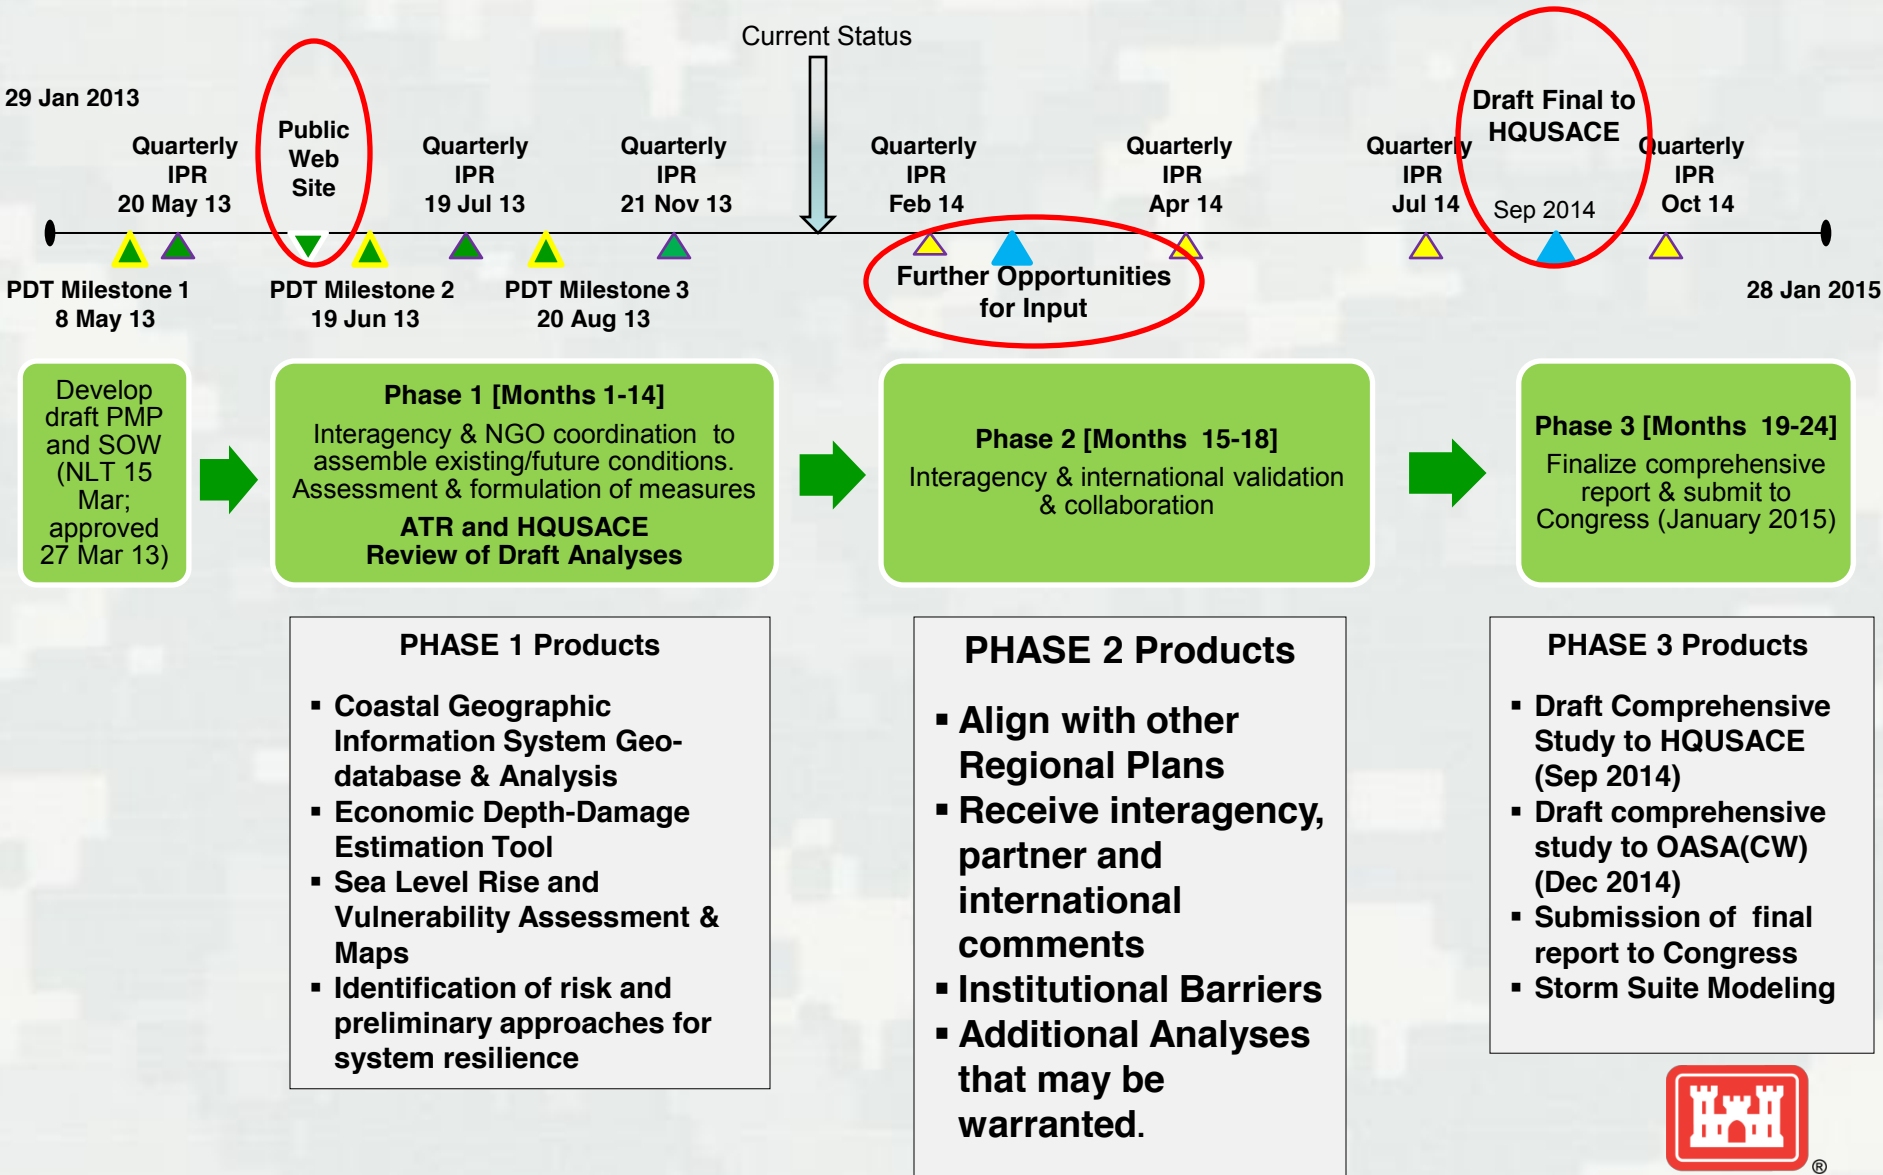 Current Status
29 Jan 2013
Quarterly
IPR
20 May 13
Public
Web
Site
Quarterly
IPR
19 Jul 13
Quarterly
IPR
21 Nov 13
Quarterly
IPR
Feb 14
Quarterly
IPR
Apr 14
Quarterly
IPR
Jul 14
Draft Final to
HQUSACE
Sep 2014
Quarterly
IPR
Oct 14
PDT Milestone 1
8 May 13
PDT Milestone 2
19 Jun 13
PDT Milestone 3
20 Aug 13
Further Opportunities
for Input
28 Jan 2015
Develop
draft PMP
and SOW
(NLT 15
Mar;
approved
27 Mar 13)
Phase 1 [Months 1-14]
Interagency & NGO coordination to
assemble existing/future conditions.
Assessment & formulation of measures
ATR and HQUSACE
Review of Draft Analyses
Phase 2 [Months 15-18]
Interagency & international validation
& collaboration
Phase 3 [Months 19-24]
Finalize comprehensive
report & submit to
Congress (January 2015)
PHASE 1 Products
▪ Coastal Geographic
Information System Geo-
database & Analysis
▪ Economic Depth-Damage
Estimation Tool
▪ Sea Level Rise and
Vulnerability Assessment &
Maps
▪ Identification of risk and
preliminary approaches for
system resilience
PHASE 2 Products
▪ Align with other
Regional Plans
▪ Receive interagency,
partner and
international
comments
▪ Institutional Barriers
▪ Additional Analyses
that may be
warranted.
PHASE 3 Products
▪ Draft Comprehensive
Study to HQUSACE
(Sep 2014)
▪ Draft comprehensive
study to OASA(CW)
(Dec 2014)
▪ Submission of final
report to Congress
▪ Storm Suite Modeling
®